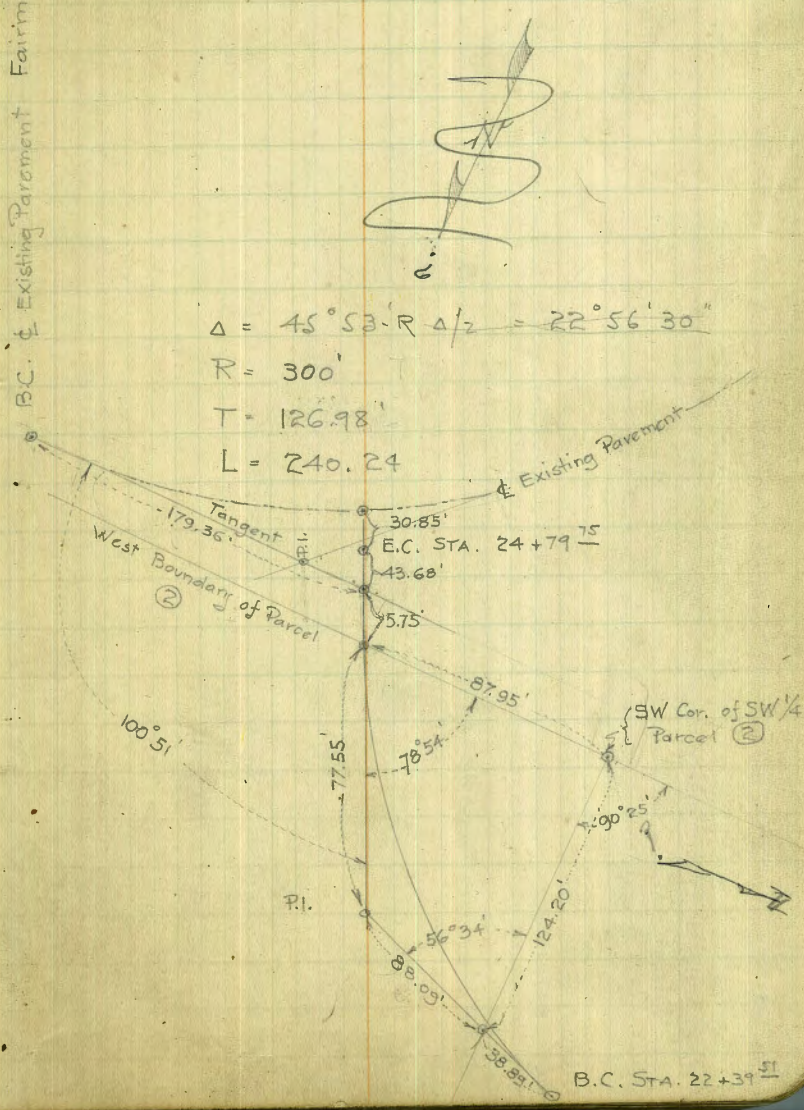 B.C. ₵ Existing Pavement Fairm
N
Δ = 45°53' R Δ/2 = 22°56'30"
R = 300'
T = 126.98'
L = 240.24
₵ Existing Pavement
Tangent
179.36'
P.I.
30.85'
E.C. STA. 24+79 75
43.68'
5.75'
West Boundary of Parcel
②
87.95'
SW Cor. of SW 1/4
Parcel ②
100°51'
77.55'
78°54'
90°25'
P.I.
56°34'
124.20'
88.09'
38.89'
B.C. STA. 22+39 51